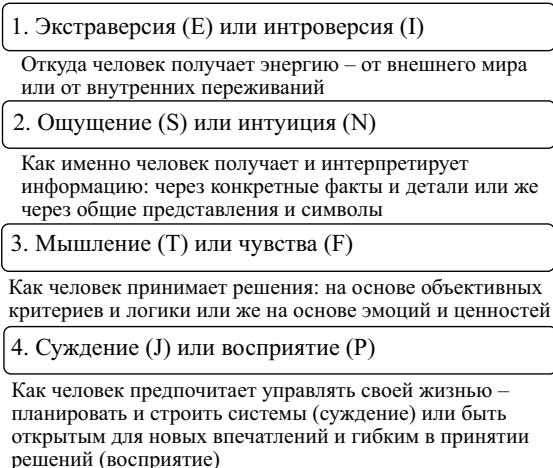 1. Экстраверсия (E) или интроверсия (I)
Откуда человек получает энергию – от внешнего мира
или от внутренних переживаний
2. Ощущение (S) или интуиция (N)
Как именно человек получает и интерпретирует
информацию: через конкретные факты и детали или же
через общие представления и символы
3. Мышление (T) или чувства (F)
Как человек принимает решения: на основе объективных
критериев и логики или же на основе эмоций и ценностей
4. Суждение (J) или восприятие (P)
Как человек предпочитает управлять своей жизнью –
планировать и строить системы (суждение) или быть
открытым для новых впечатлений и гибким в принятии
решений (восприятие)